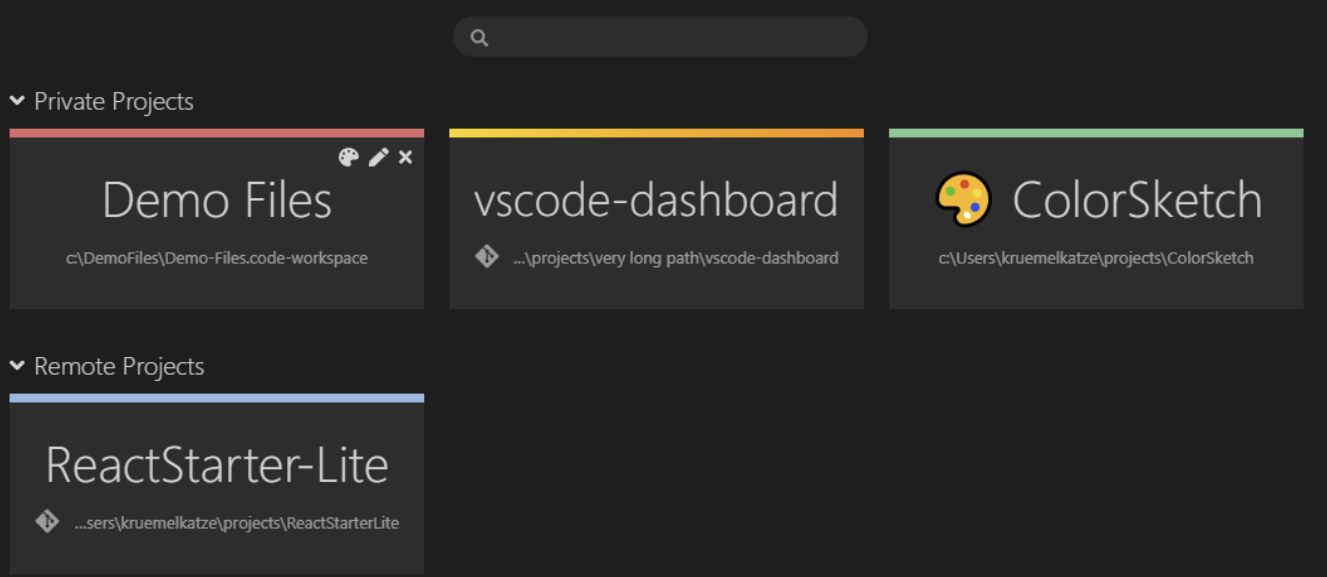 Private Projects
Demo Files
c:\DemoFiles\Demo-Files.code-workspace
vscode-dashboard
...\projects\very long path\vscode-dashboard
ColorSketch
c:\Users\kruemelkatze\projects\ColorSketch
Remote Projects
ReactStarter-Lite
...sers\kruemelkatze\projects\ReactStarterLite